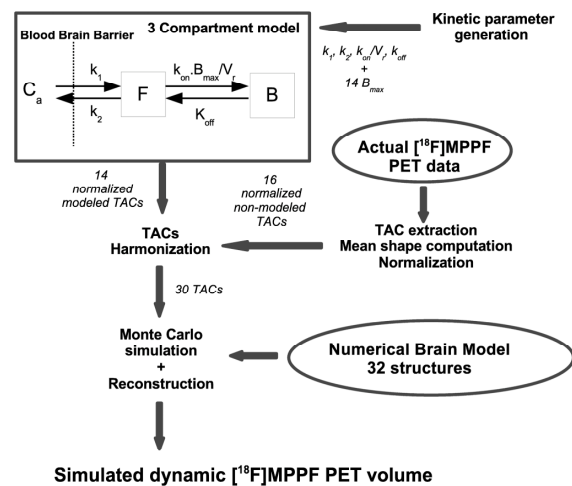 3 Compartment model
Blood Brain Barrier
Cₐ
k₁
k₂
F
kₒₙ.Bₘₐₓ/Vᵣ
K_off
B
Kinetic parameter
generation
k₁, k₂, kₒₙ/Vᵣ, k_off
+
14 Bₘₐₓ
Actual [¹⁸F]MPPF
PET data
14
normalized
modeled TACs
16
normalized
non-modeled
TACs
TACs
Harmonization
TAC extraction
Mean shape computation
Normalization
30 TACs
Monte Carlo
simulation
+
Reconstruction
Numerical Brain Model
32 structures
Simulated dynamic [¹⁸F]MPPF PET volume